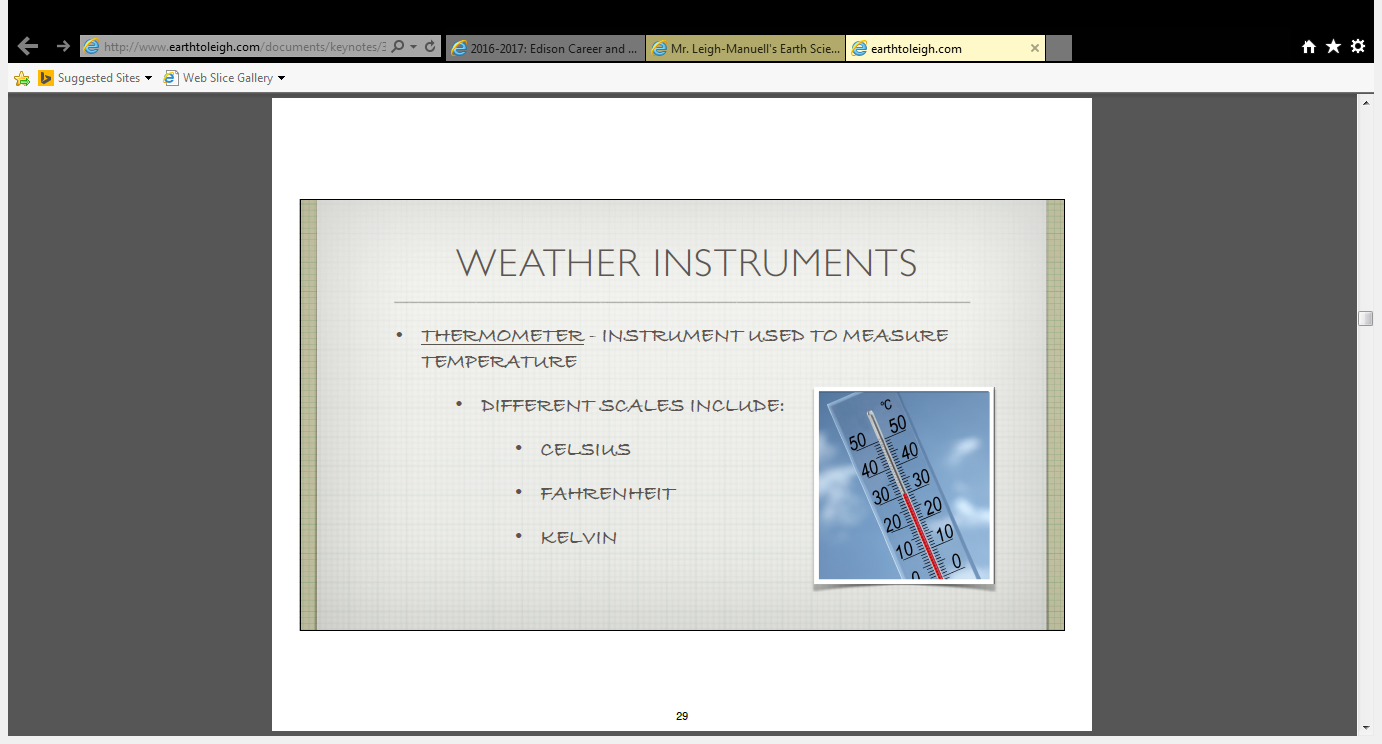 http://www.earthtoleigh.com/documents/keynotes/3
2016-2017: Edison Career and ...
Mr. Leigh-Manuell's Earth Scie...
earthtoleigh.com
Suggested Sites
Web Slice Gallery
WEATHER INSTRUMENTS
• THERMOMETER - INSTRUMENT USED TO MEASURE
TEMPERATURE
• DIFFERENT SCALES INCLUDE:
• CELSIUS
• FAHRENHEIT
• KELVIN
°C
50 50
40 40
30 30
20 20
10 10
0 0
29